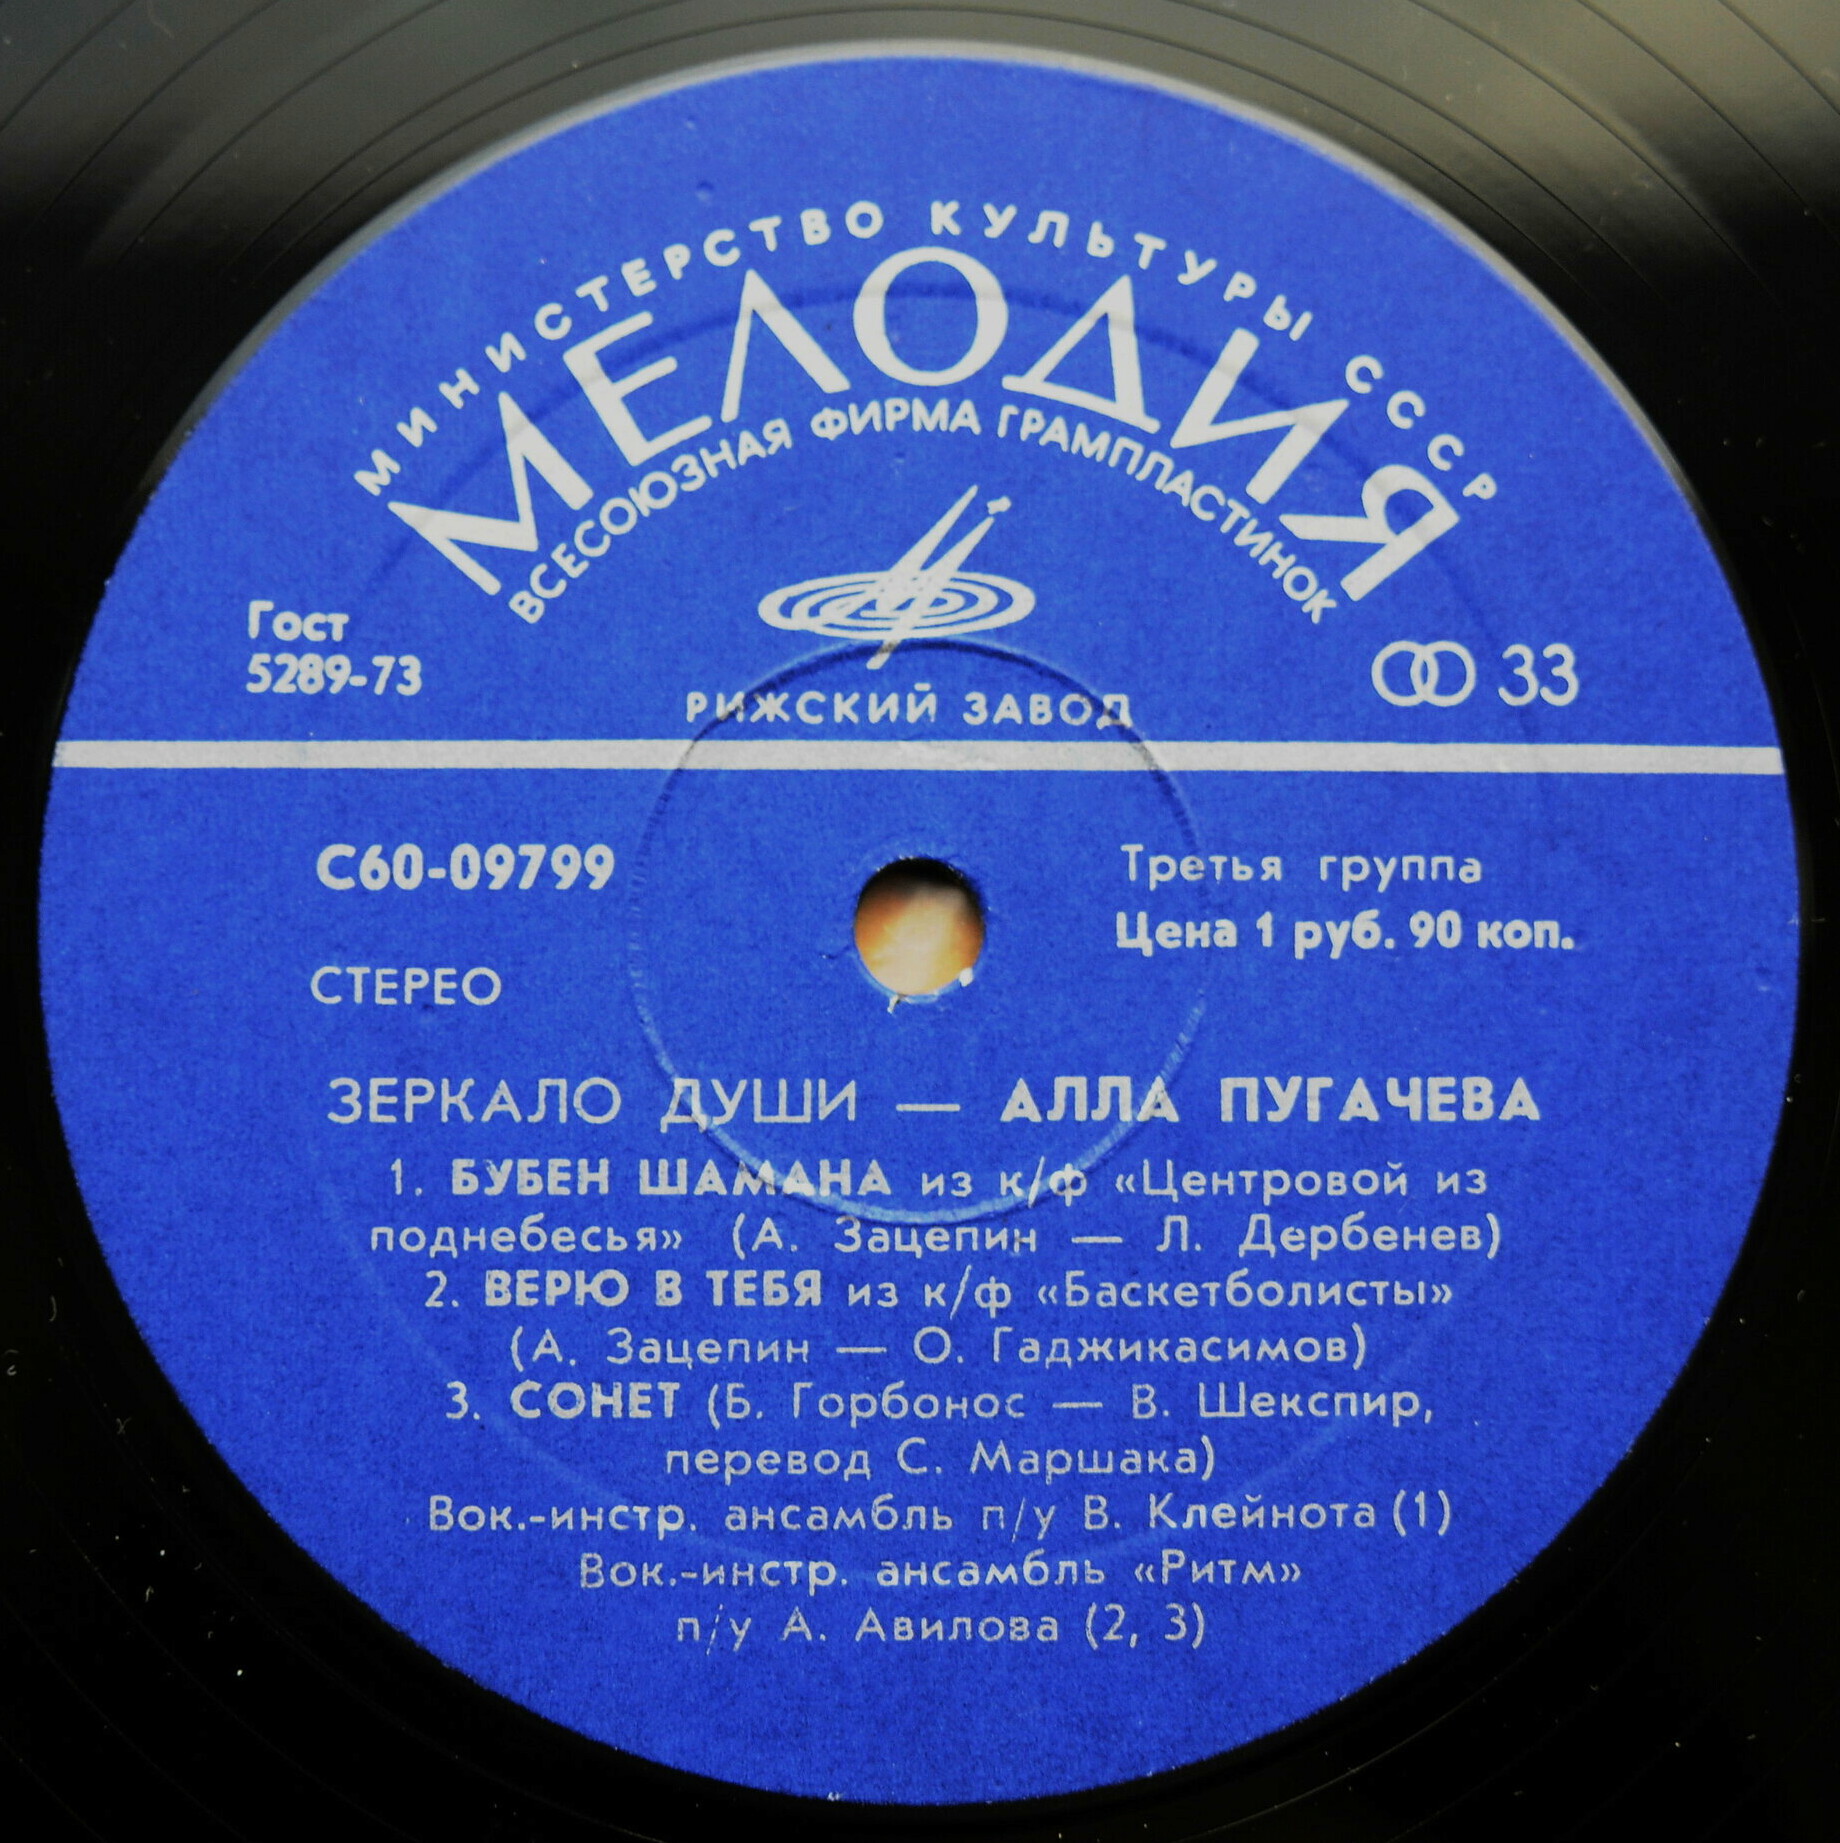 МИНИСТЕРСТВО КУЛЬТУРЫ СССР
МЕЛОДИЯ
ВСЕСОЮЗНАЯ ФИРМА ГРАМПЛАСТИНОК
Гост
5289-73
33
РИЖСКИЙ ЗАВОД
С60-09799
Третья группа
Цена 1 руб. 90 коп.
СТЕРЕО
ЗЕРКАЛО ДУШИ — АЛЛА ПУГАЧЕВА
1. БУБЕН ШАМАНА из к/ф «Центровой из
поднебесья» (А. Зацепин — Л. Дербенев)
2. ВЕРЮ В ТЕБЯ из к/ф «Баскетболисты»
(А. Зацепин — О. Гаджикасимов)
3. СОНЕТ (Б. Горбонос — В. Шекспир,
перевод С. Маршака)
Вок.-инстр. ансамбль п/у В. Клейнота (1)
Вок.-инстр. ансамбль «Ритм»
п/у А. Авилова (2, 3)